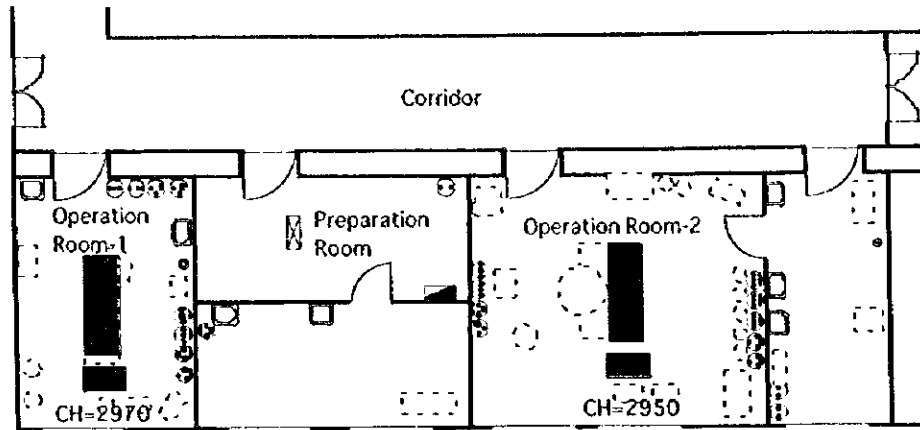 Corridor
Operation
Room-1
Preparation
Room
Operation Room-2
CH=2970
CH=2950